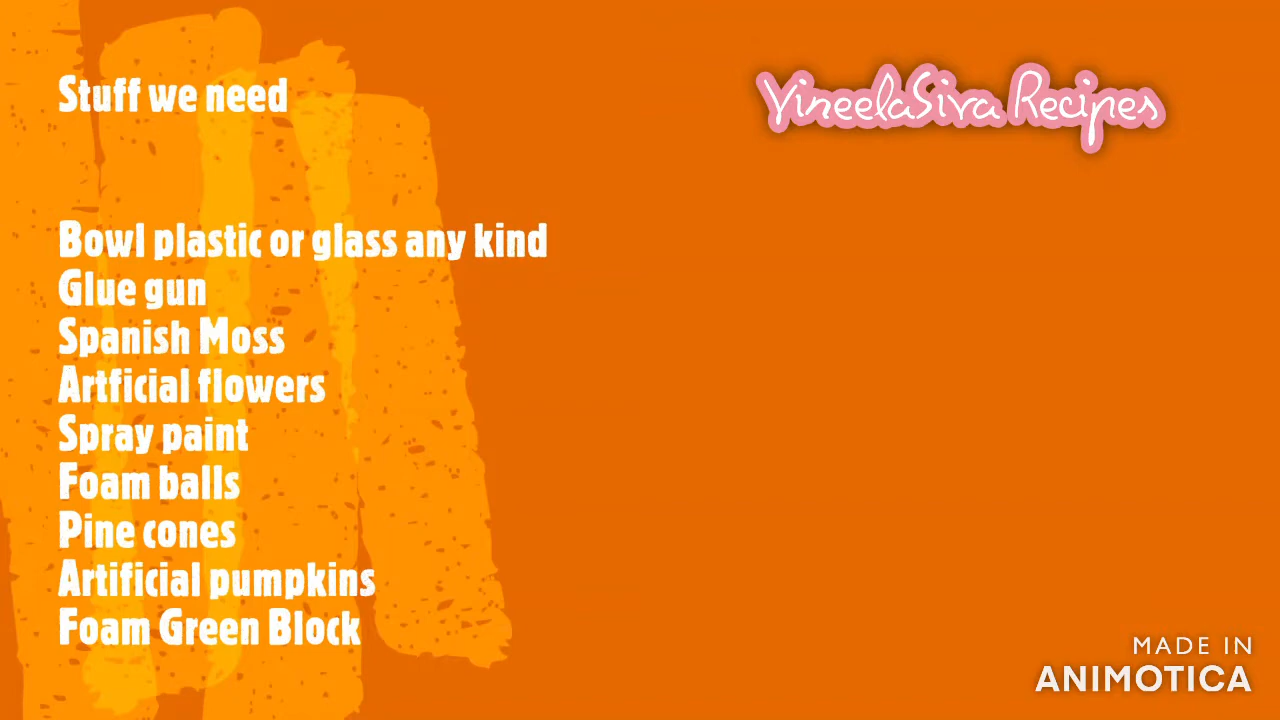 Stuff we need
VineelaSiva Recipes
Bowl plastic or glass any kind
Glue gun
Spanish Moss
Artficial flowers
Spray paint
Foam balls
Pine cones
Artificial pumpkins
Foam Green Block
MADE IN
ANIMOTICA